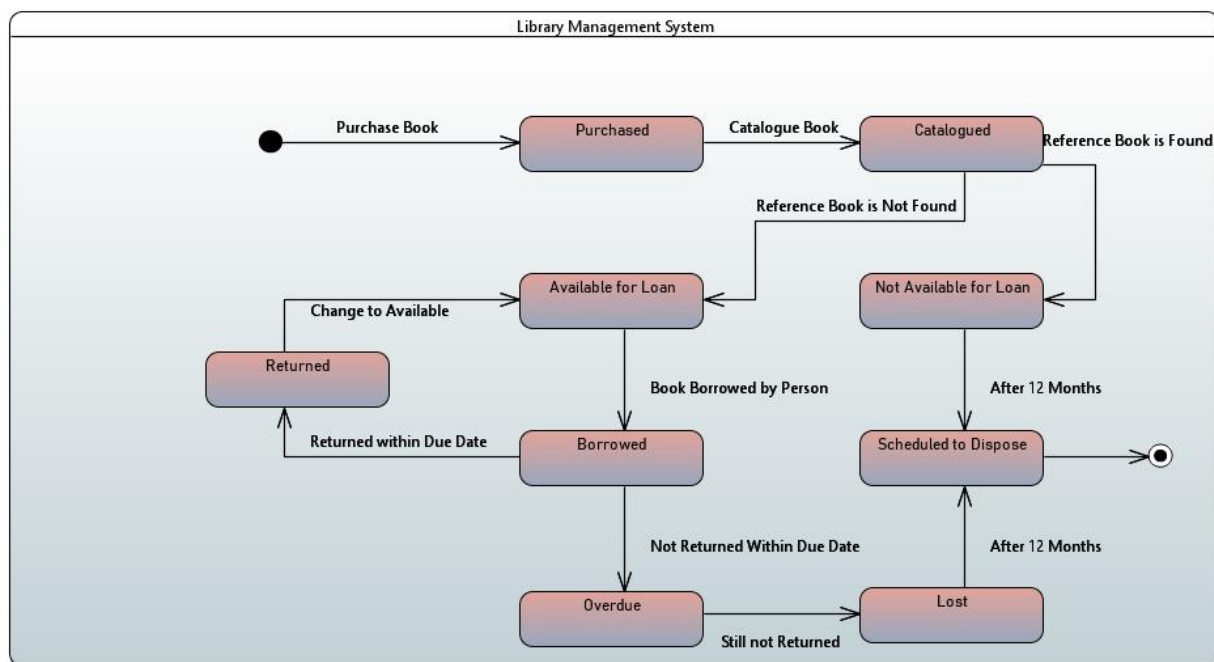 Library Management System
Purchase Book
Purchased
Catalogue Book
Catalogued
Reference Book is Found
Reference Book is Not Found
Available for Loan
Not Available for Loan
Change to Available
Returned
Book Borrowed by Person
After 12 Months
Returned within Due Date
Borrowed
Scheduled to Dispose
Not Returned Within Due Date
After 12 Months
Overdue
Lost
Still not Returned